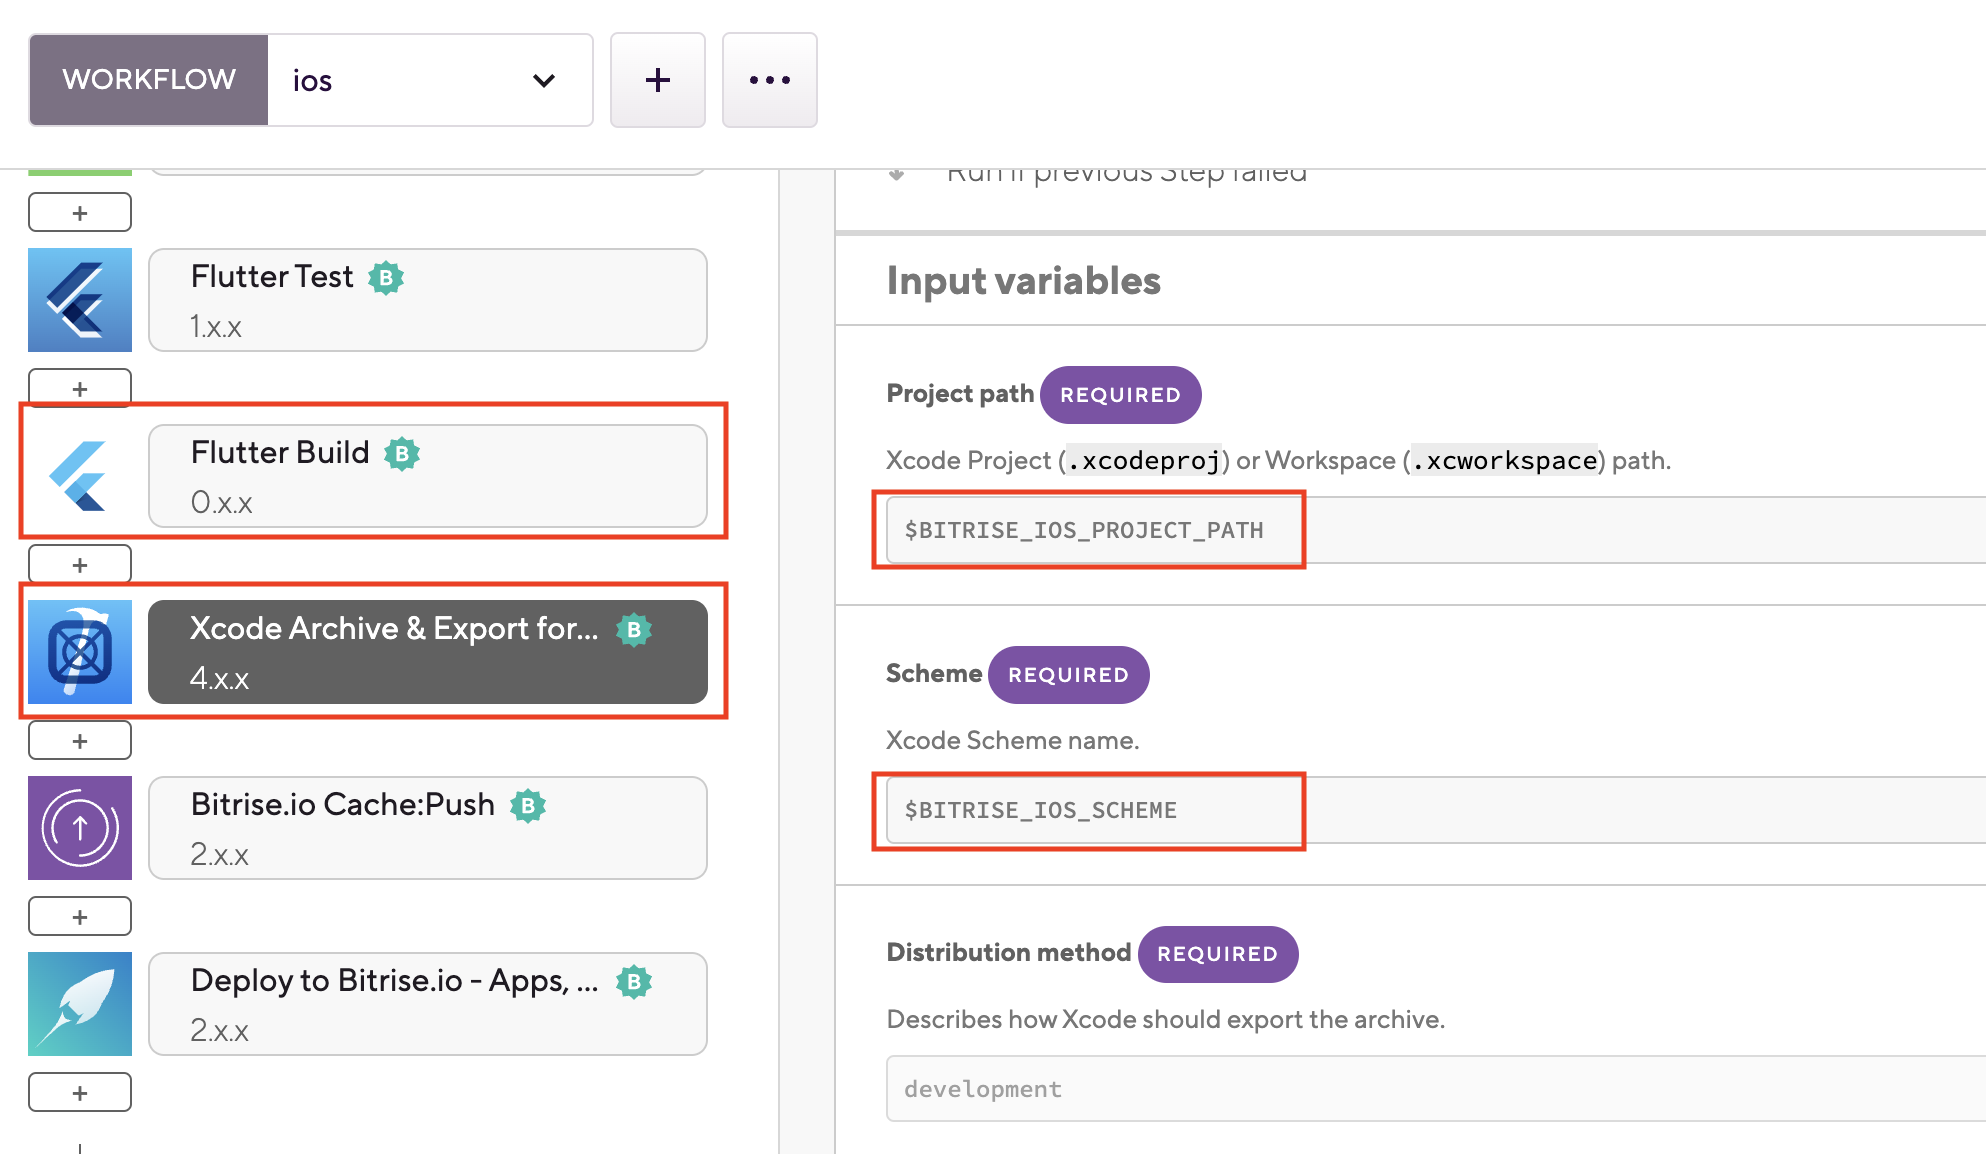 WORKFLOW ios + •••
Run if previous Step failed
+
Flutter Test B
1.x.x
+
Flutter Build B
0.x.x
+
Xcode Archive & Export for... B
4.x.x
+
Bitrise.io Cache:Push B
2.x.x
+
Deploy to Bitrise.io - Apps, ... B
2.x.x
+
Input variables
Project path REQUIRED
Xcode Project (.xcodeproj) or Workspace (.xcworkspace) path.
$BITRISE_IOS_PROJECT_PATH
Scheme REQUIRED
Xcode Scheme name.
$BITRISE_IOS_SCHEME
Distribution method REQUIRED
Describes how Xcode should export the archive.
development